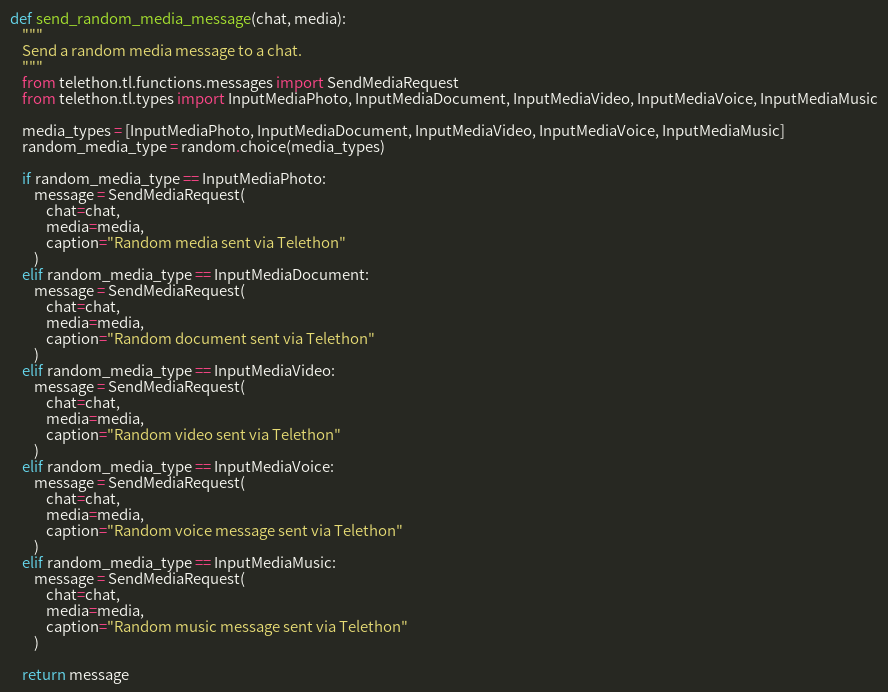 def send_random_media_message(chat, media):
    """
    Send a random media message to a chat.
    """
    from telethon.tl.functions.messages import SendMediaRequest
    from telethon.tl.types import InputMediaPhoto, InputMediaDocument, InputMediaVideo, InputMediaVoice, InputMediaMusic

    media_types = [InputMediaPhoto, InputMediaDocument, InputMediaVideo, InputMediaVoice, InputMediaMusic]
    random_media_type = random.choice(media_types)

    if random_media_type == InputMediaPhoto:
        message = SendMediaRequest(
            chat=chat,
            media=media,
            caption="Random media sent via Telethon"
        )
    elif random_media_type == InputMediaDocument:
        message = SendMediaRequest(
            chat=chat,
            media=media,
            caption="Random document sent via Telethon"
        )
    elif random_media_type == InputMediaVideo:
        message = SendMediaRequest(
            chat=chat,
            media=media,
            caption="Random video sent via Telethon"
        )
    elif random_media_type == InputMediaVoice:
        message = SendMediaRequest(
            chat=chat,
            media=media,
            caption="Random voice message sent via Telethon"
        )
    elif random_media_type == InputMediaMusic:
        message = SendMediaRequest(
            chat=chat,
            media=media,
            caption="Random music message sent via Telethon"
        )

    return message